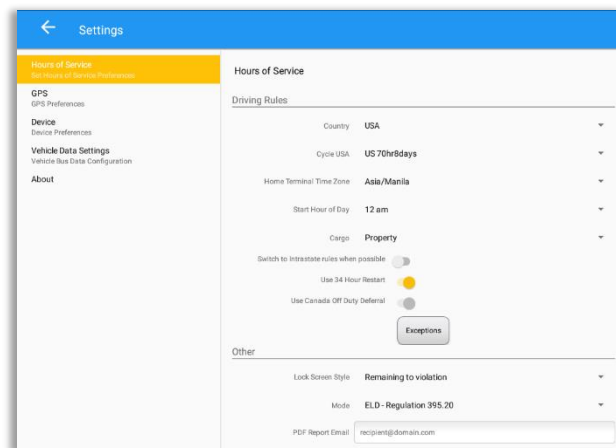 Settings
Hours of Service
Set Hours of Service Preferences
GPS
GPS Preferences
Device
Device Preferences
Vehicle Data Settings
Vehicle Bus Data Configuration
About
Hours of Service
Driving Rules
Country USA
Cycle USA US 70hr8days
Home Terminal Time Zone Asia/Manila
Start Hour of Day 12 am
Cargo Property
Switch to Intrastate rules when possible
Use 34 Hour Restart
Use Canada Off Duty Deferral
Exceptions
Other
Lock Screen Style Remaining to violation
Mode ELD - Regulation 395.20
PDF Report Email recipient@domain.com